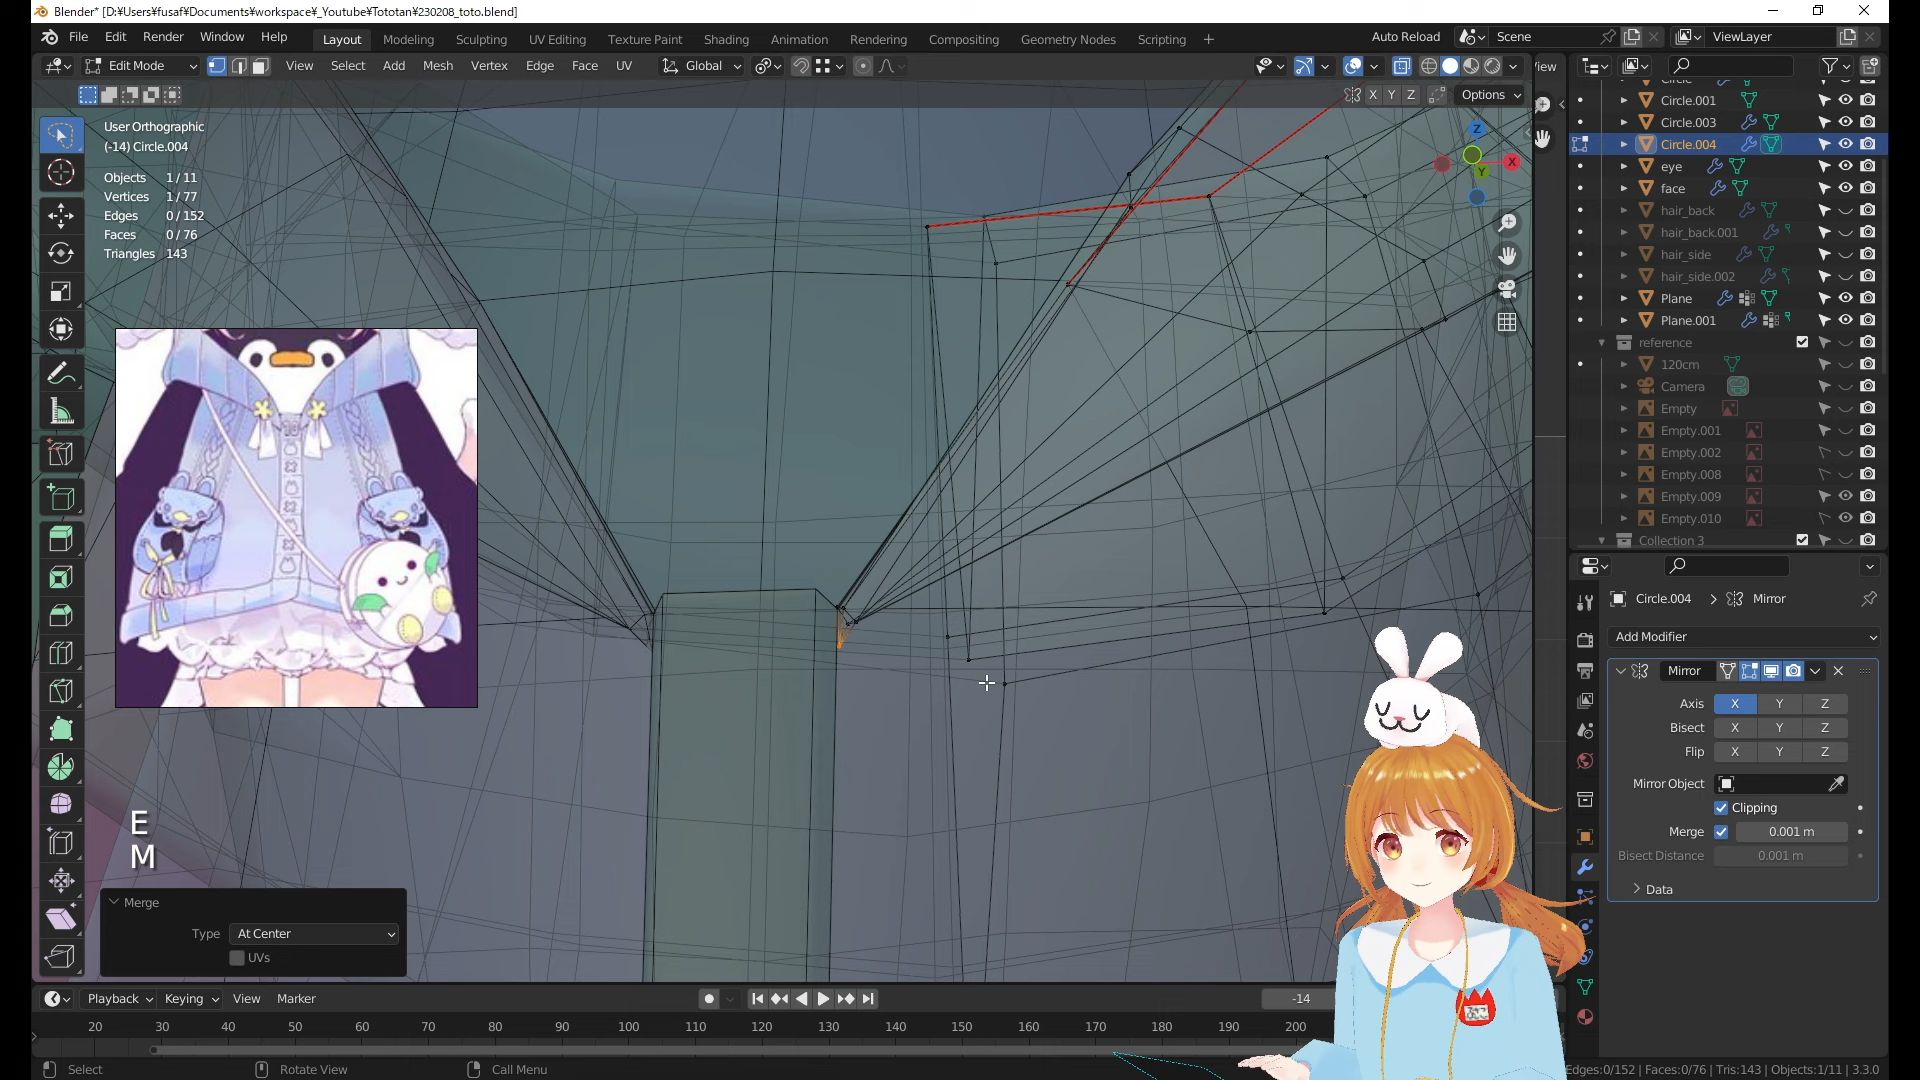 Blender* [D:¥Users¥fusaf¥Documents¥workspace¥_Youtube¥Tototan¥230208_toto.blend]
File Edit Render Window Help Layout Modeling Sculpting UV Editing Texture Paint Shading Animation Rendering Compositing Geometry Nodes Scripting + Auto Reload Scene ViewLayer
Edit Mode View Select Add Mesh Vertex Edge Face UV Global
X Y Z Options
User Orthographic
(-14) Circle.004
Objects 1 / 11
Vertices 1 / 77
Edges 0 / 152
Faces 0 / 76
Triangles 143
Z
X
Y
E
M
Merge
Type At Center
UVs
Circle.001
Circle.003
Circle.004
eye
face
hair_back
hair_back.001
hair_side
hair_side.002
Plane
Plane.001
reference
120cm
Camera
Empty
Empty.001
Empty.002
Empty.008
Empty.009
Empty.010
Collection 3
Circle.004 Mirror
Add Modifier
Mirror
Axis X Y Z
Bisect X Y Z
Flip X Y Z
Mirror Object
Clipping
Merge 0.001 m
Bisect Distance 0.001 m
Data
Playback Keying View Marker -14
20 30 40 50 60 70 80 90 100 110 120 130 140 150 160 170 180 190 200
Select Rotate View Call Menu Edges:0/152 | Faces:0/76 | Tris:143 | Objects:1/11 | 3.3.0